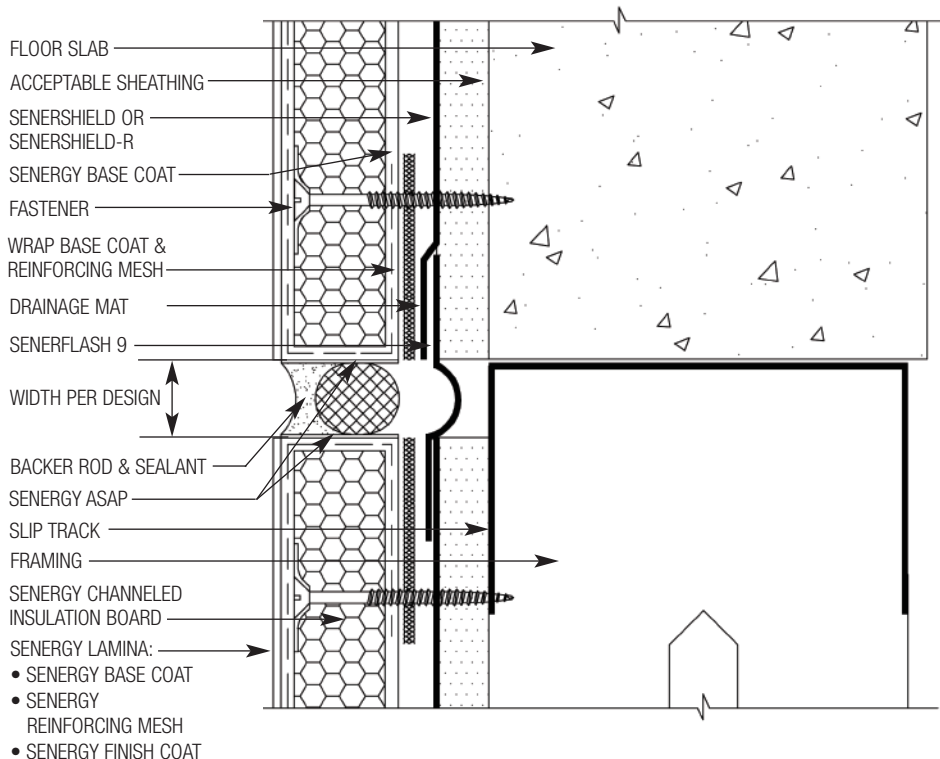 FLOOR SLAB
ACCEPTABLE SHEATHING
SENERSHIELD OR
SENERSHIELD-R
SENERGY BASE COAT
FASTENER
WRAP BASE COAT &
REINFORCING MESH
DRAINAGE MAT
SENERFLASH 9
WIDTH PER DESIGN
BACKER ROD & SEALANT
SENERGY ASAP
SLIP TRACK
FRAMING
SENERGY CHANNELED
INSULATION BOARD
SENERGY LAMINA:
• SENERGY BASE COAT
• SENERGY
REINFORCING MESH
• SENERGY FINISH COAT